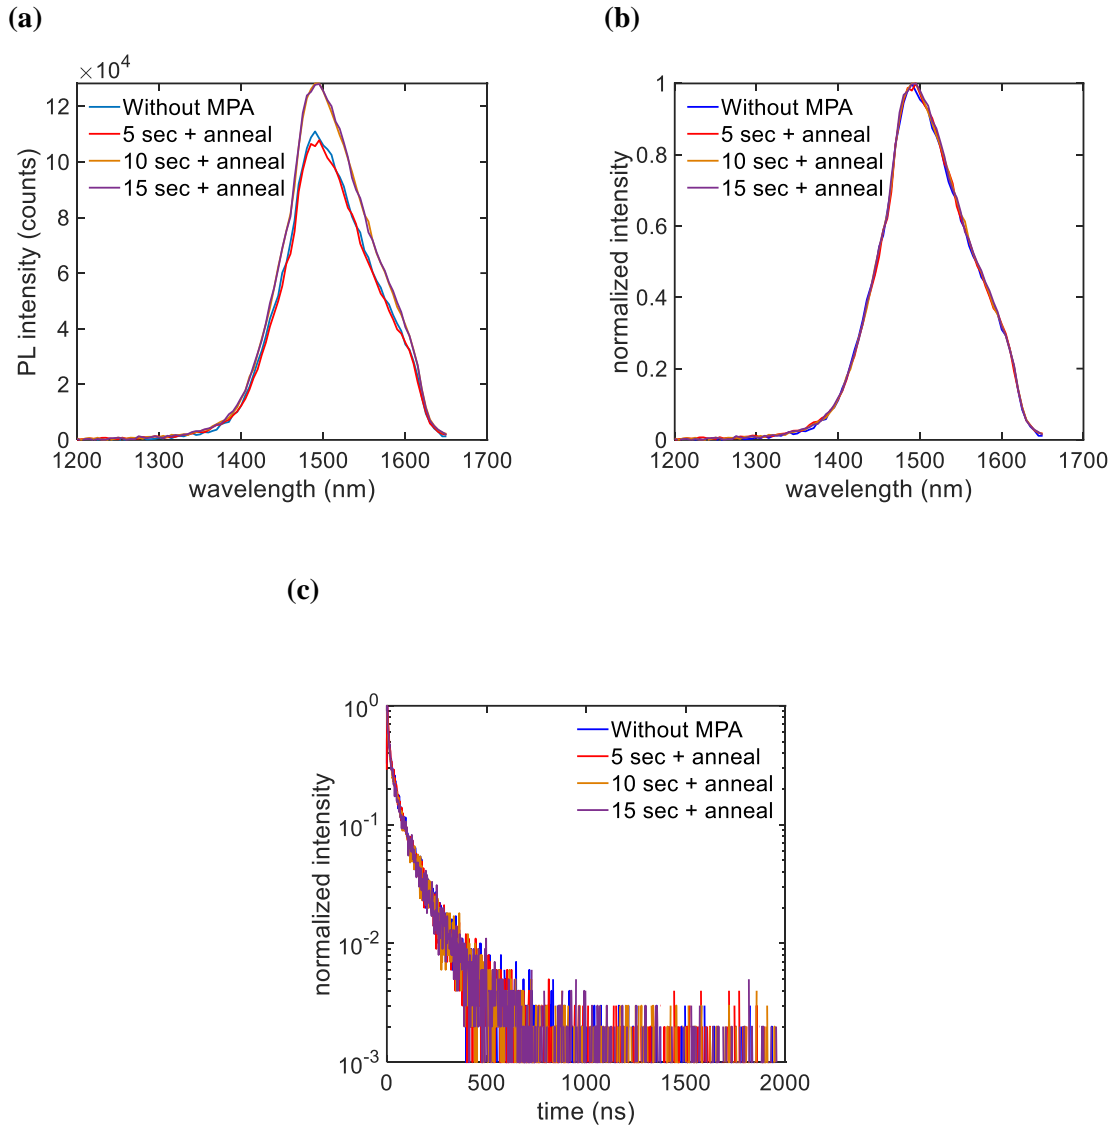 (a)
×10⁴
12
10
8
6
4
2
0
PL intensity (counts)
Without MPA
5 sec + anneal
10 sec + anneal
15 sec + anneal
1200 1300 1400 1500 1600 1700
wavelength (nm)
(b)
1
0.8
0.6
0.4
0.2
0
normalized intensity
Without MPA
5 sec + anneal
10 sec + anneal
15 sec + anneal
1200 1300 1400 1500 1600 1700
wavelength (nm)
(c)
10⁰
10⁻¹
10⁻²
10⁻³
normalized intensity
Without MPA
5 sec + anneal
10 sec + anneal
15 sec + anneal
0 500 1000 1500 2000
time (ns)